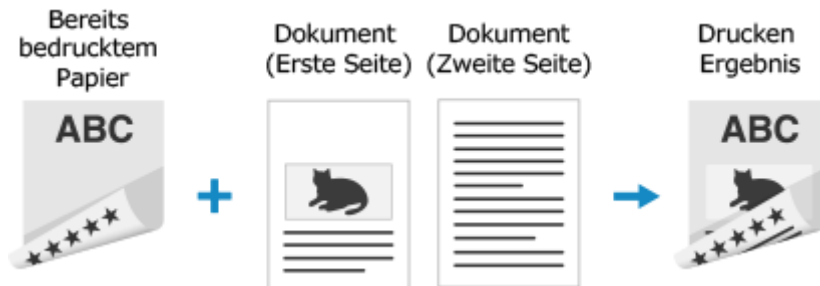 Bereits
bedrucktem
Papier
Dokument
(Erste Seite)
Dokument
(Zweite Seite)
Drucken
Ergebnis
ABC
ABC